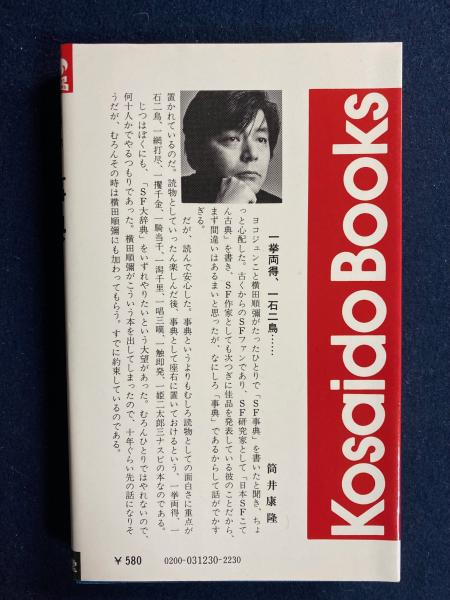 Kosaido Books
一挙両得、一石二鳥……
筒井康隆
ヨコジュンこと横田順彌がたったひとりで「SF事典」を書いたと聞き、ちょ
っと心配した。古くからのSFファンであり、SF研究家として「日本SFこて
ん古典」を書き、SF作家としても次つぎに佳品を発表している彼のことだから、
まず間違いはあるまいと思ったが、なにしろ「事典」であるからして話がでかす
ぎる。
だが、読んで安心した。事典というよりもむしろ読物としての面白さに重点が
置かれているのだ。読物としていったん楽しんだ後、事典として座右に置いておけるという、一挙両得、一
石二鳥、一網打尽、一攫千金、一騎当千、一瀉千里、一唱三嘆、一触即発、一姫二太郎三ナスビの本なのである。
じつはぼくにも、「SF大辞典」をいずれやりたいという大望があった。むろんひとりではやれないので、
何十人かでやるつもりであった。横田順彌がこういう本を出してしまったので、十年ぐらい先の話になりそ
うだが、むろんその時は横田順彌にも加わってもらう。すでに約束しているのである。
￥580
0200-031230-2230